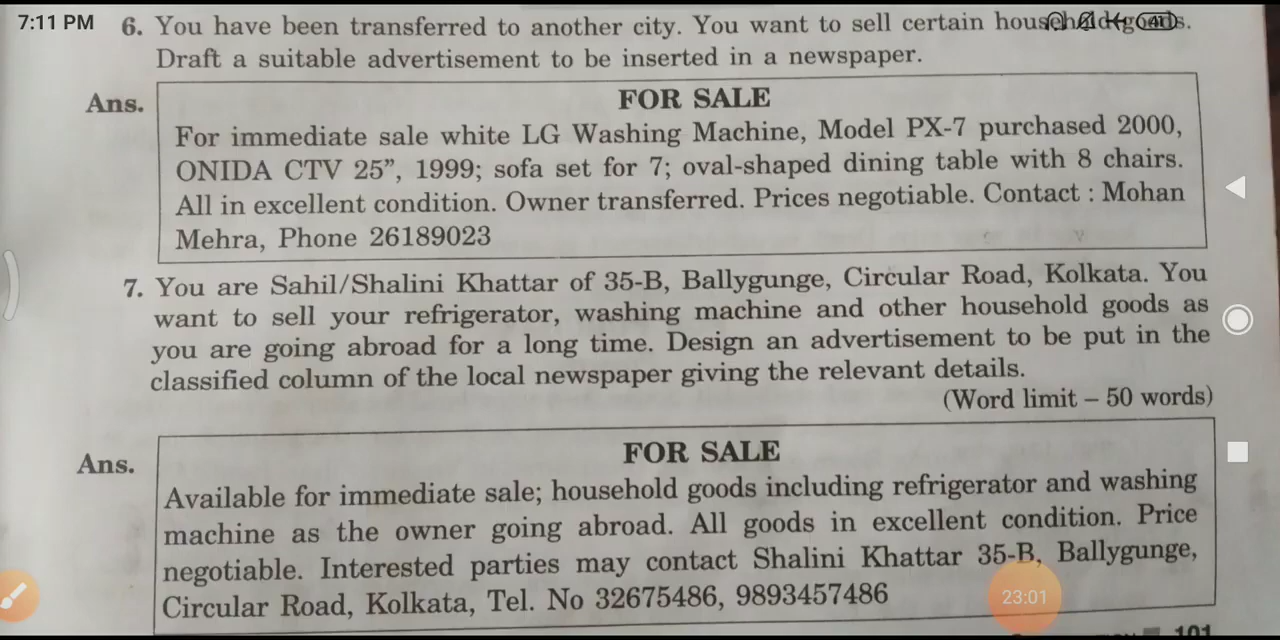 7:11 PM
41
6. You have been transferred to another city. You want to sell certain household goods.
Draft a suitable advertisement to be inserted in a newspaper.
Ans.
FOR SALE
For immediate sale white LG Washing Machine, Model PX-7 purchased 2000,
ONIDA CTV 25”, 1999; sofa set for 7; oval-shaped dining table with 8 chairs.
All in excellent condition. Owner transferred. Prices negotiable. Contact : Mohan
Mehra, Phone 26189023
7. You are Sahil/Shalini Khattar of 35-B, Ballygunge, Circular Road, Kolkata. You
want to sell your refrigerator, washing machine and other household goods as
you are going abroad for a long time. Design an advertisement to be put in the
classified column of the local newspaper giving the relevant details.
(Word limit – 50 words)
Ans.
FOR SALE
Available for immediate sale; household goods including refrigerator and washing
machine as the owner going abroad. All goods in excellent condition. Price
negotiable. Interested parties may contact Shalini Khattar 35-B, Ballygunge,
Circular Road, Kolkata, Tel. No 32675486, 9893457486
23:01
101